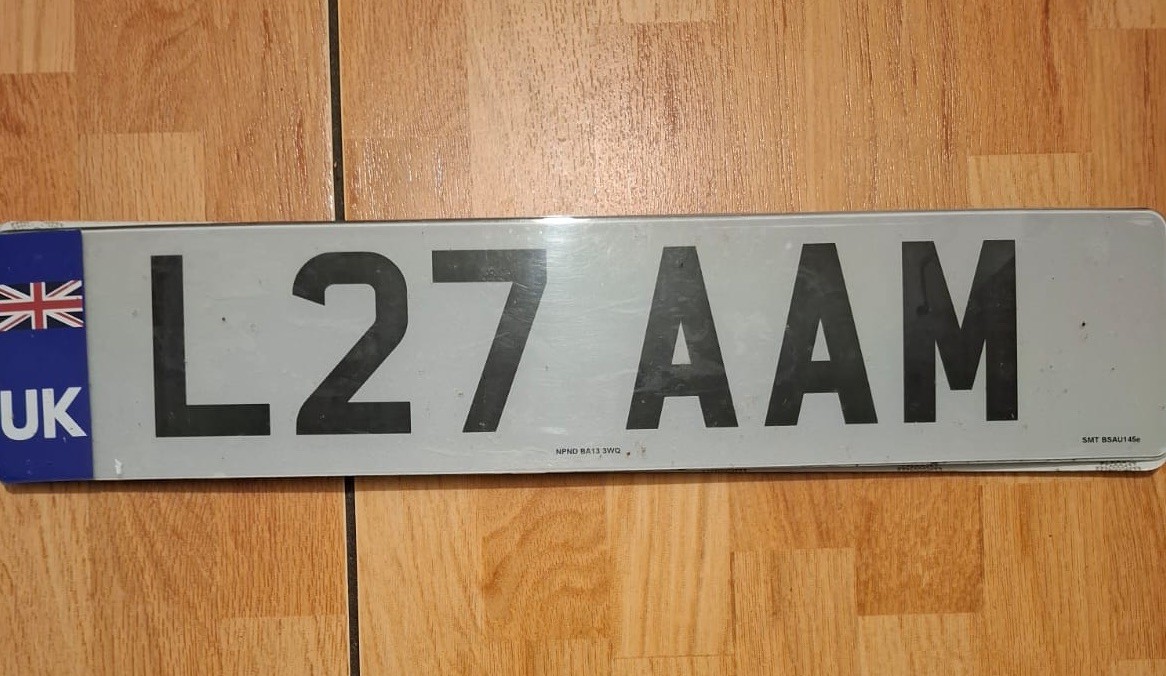 L27 AAM
UK
NPND BA13 3WQ
SMT BSAU145e